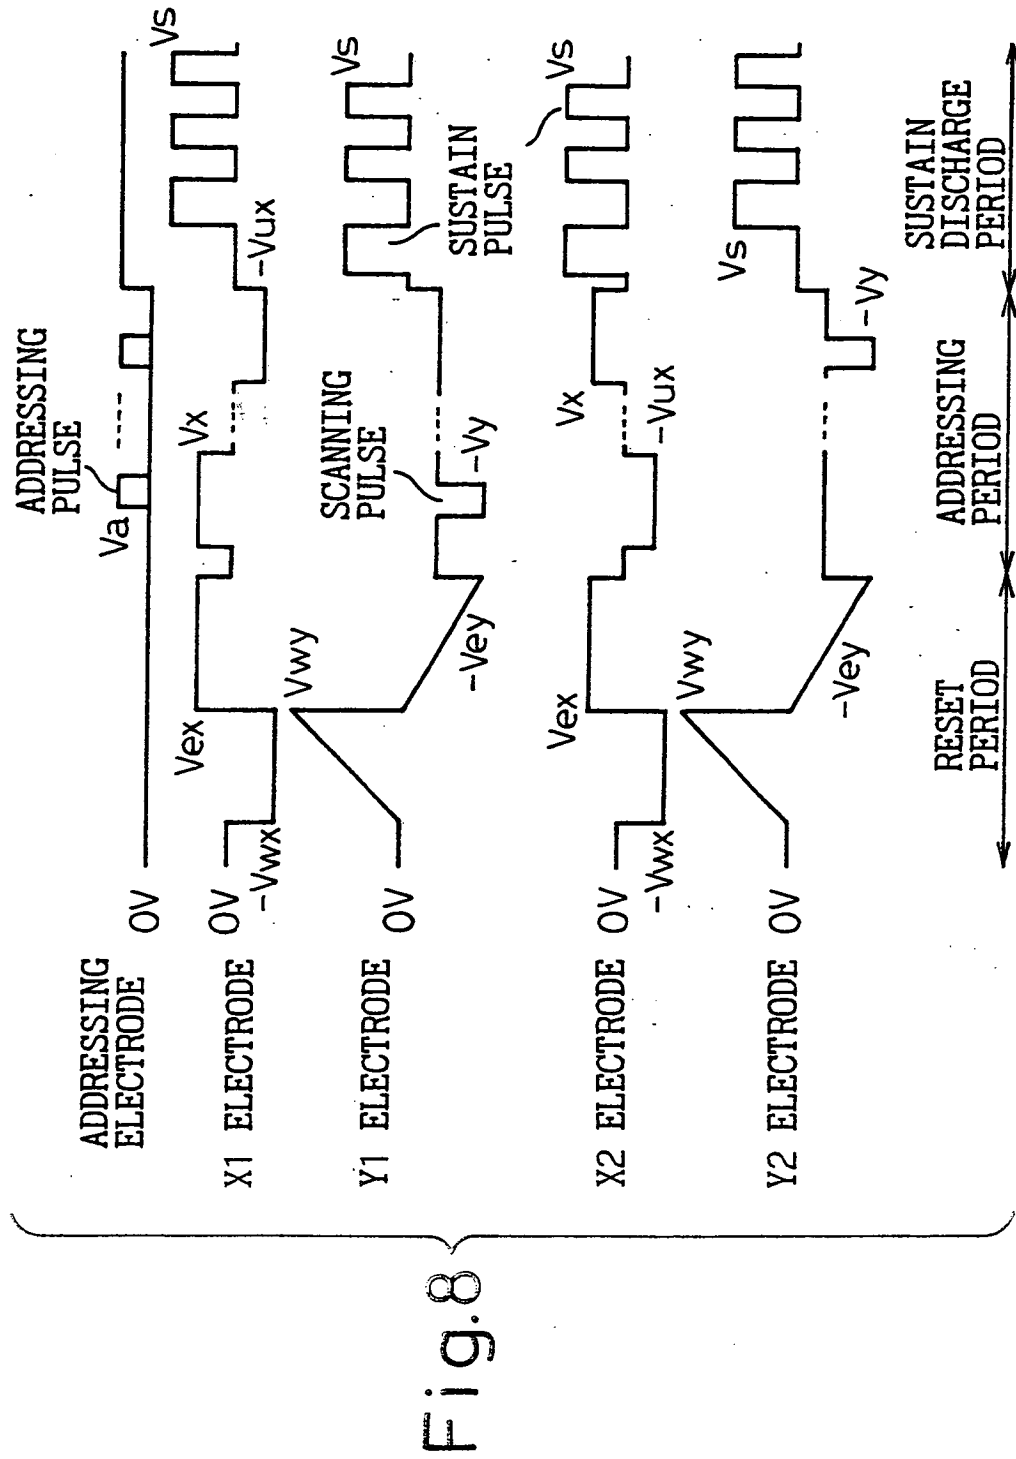 Fig.8
ADDRESSING
ELECTRODE
0V
Va
ADDRESSING
PULSE
X1 ELECTRODE
0V
-Vwx
Vex
Vx
-Vux
Vs
Y1 ELECTRODE
0V
Vwy
-Vey
SCANNING
PULSE
-Vy
SUSTAIN
PULSE
Vs
X2 ELECTRODE
0V
-Vwx
Vex
-Vux
Vx
Vs
Y2 ELECTRODE
0V
Vwy
-Vey
-Vy
Vs
RESET
PERIOD
ADDRESSING
PERIOD
SUSTAIN
DISCHARGE
PERIOD